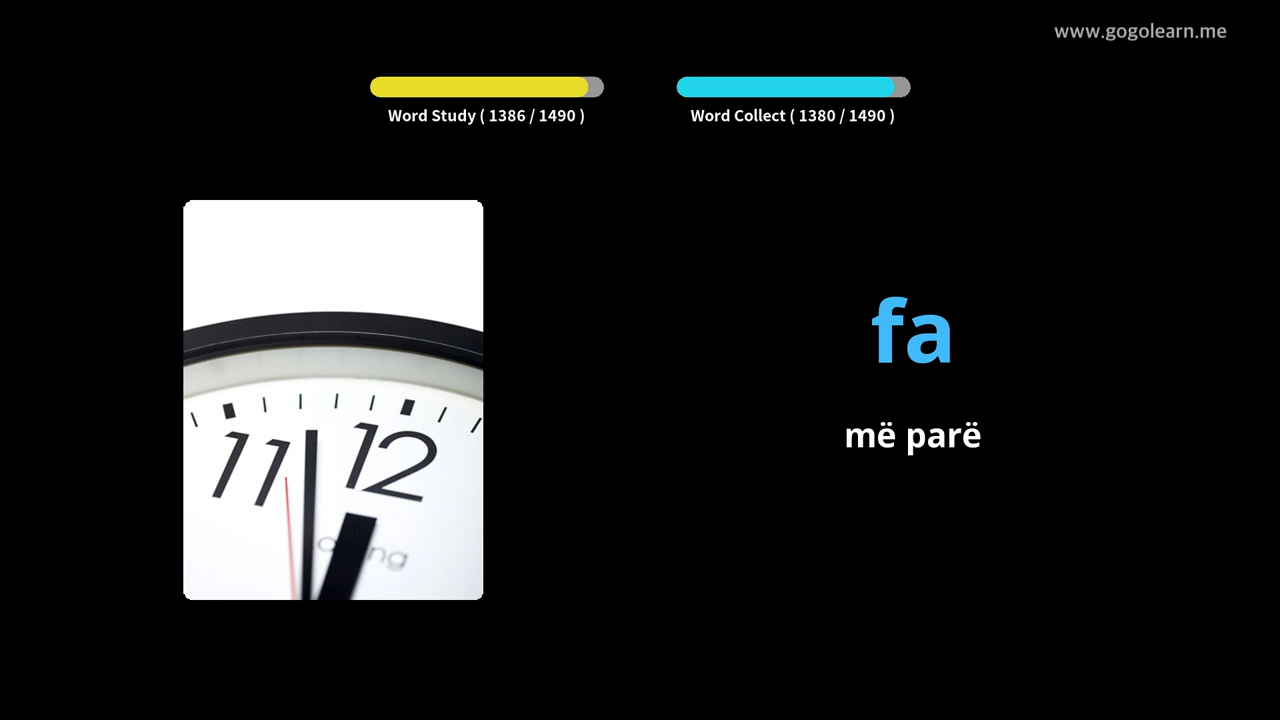 www.gogolearn.me
Word Study ( 1386 / 1490 )
Word Collect ( 1380 / 1490 )
fa
më parë
11
12